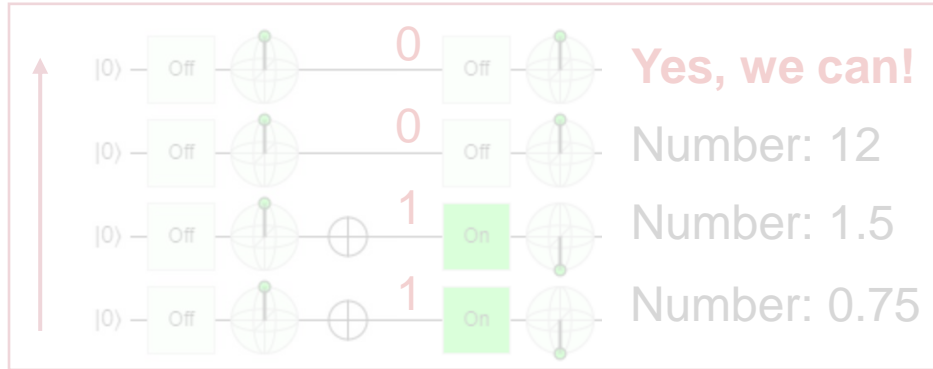 |0⟩ Off 0 Off Yes, we can!
|0⟩ Off 0 Off Number: 12
|0⟩ Off 1 On Number: 1.5
|0⟩ Off 1 On Number: 0.75